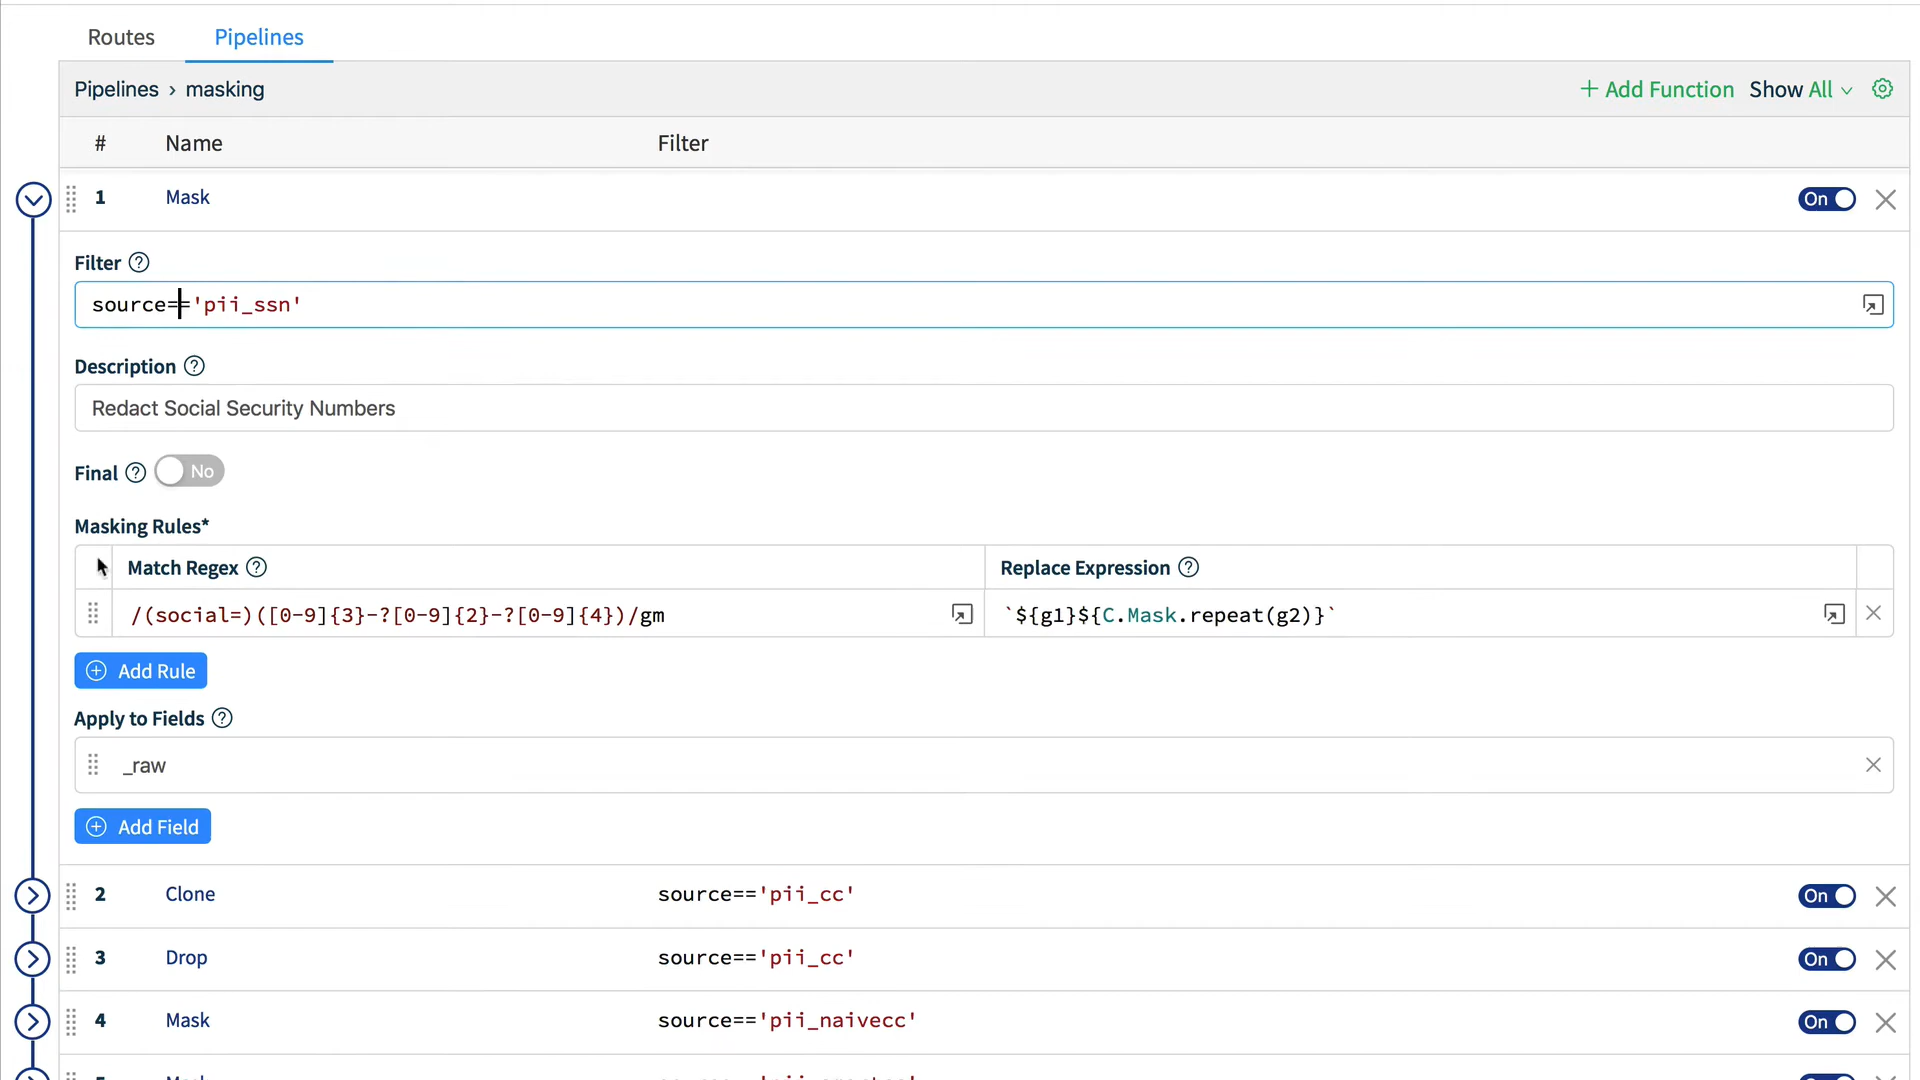 Routes Pipelines
Pipelines › masking + Add Function Show All
# Name Filter
1 Mask On
Filter ?
source=='pii_ssn'
Description ?
Redact Social Security Numbers
Final ? No
Masking Rules*
Match Regex ? Replace Expression ?
/(social=)([0-9]{3}-?[0-9]{2}-?[0-9]{4})/gm `${g1}${C.Mask.repeat(g2)}`
Add Rule
Apply to Fields ?
_raw
Add Field
2 Clone source=='pii_cc' On
3 Drop source=='pii_cc' On
4 Mask source=='pii_naivecc' On